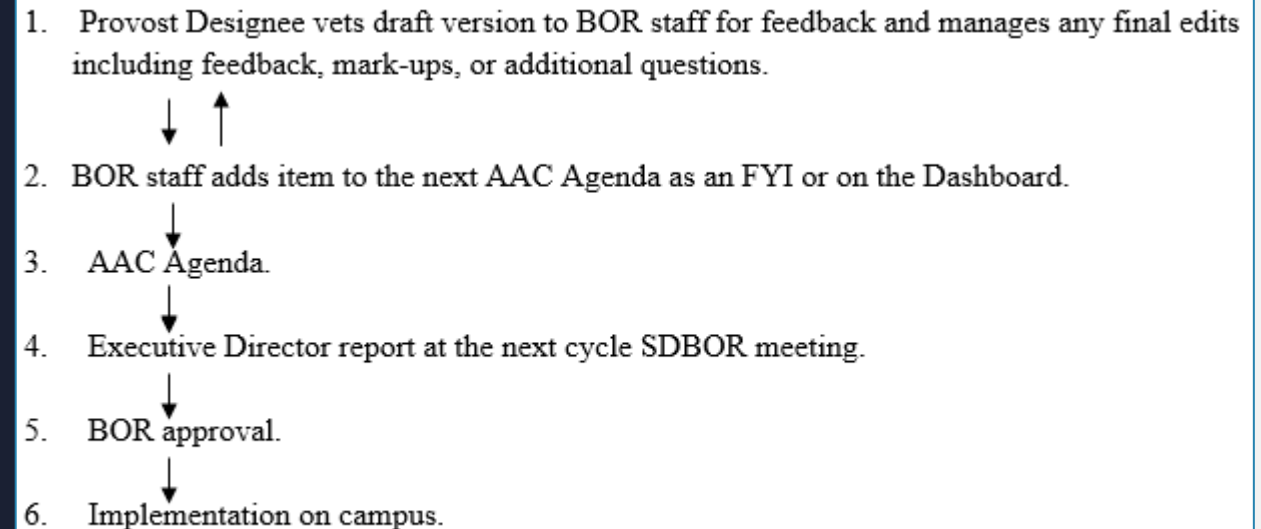 1. Provost Designee vets draft version to BOR staff for feedback and manages any final edits
including feedback, mark-ups, or additional questions.
2. BOR staff adds item to the next AAC Agenda as an FYI or on the Dashboard.
3. AAC Agenda.
4. Executive Director report at the next cycle SDBOR meeting.
5. BOR approval.
6. Implementation on campus.